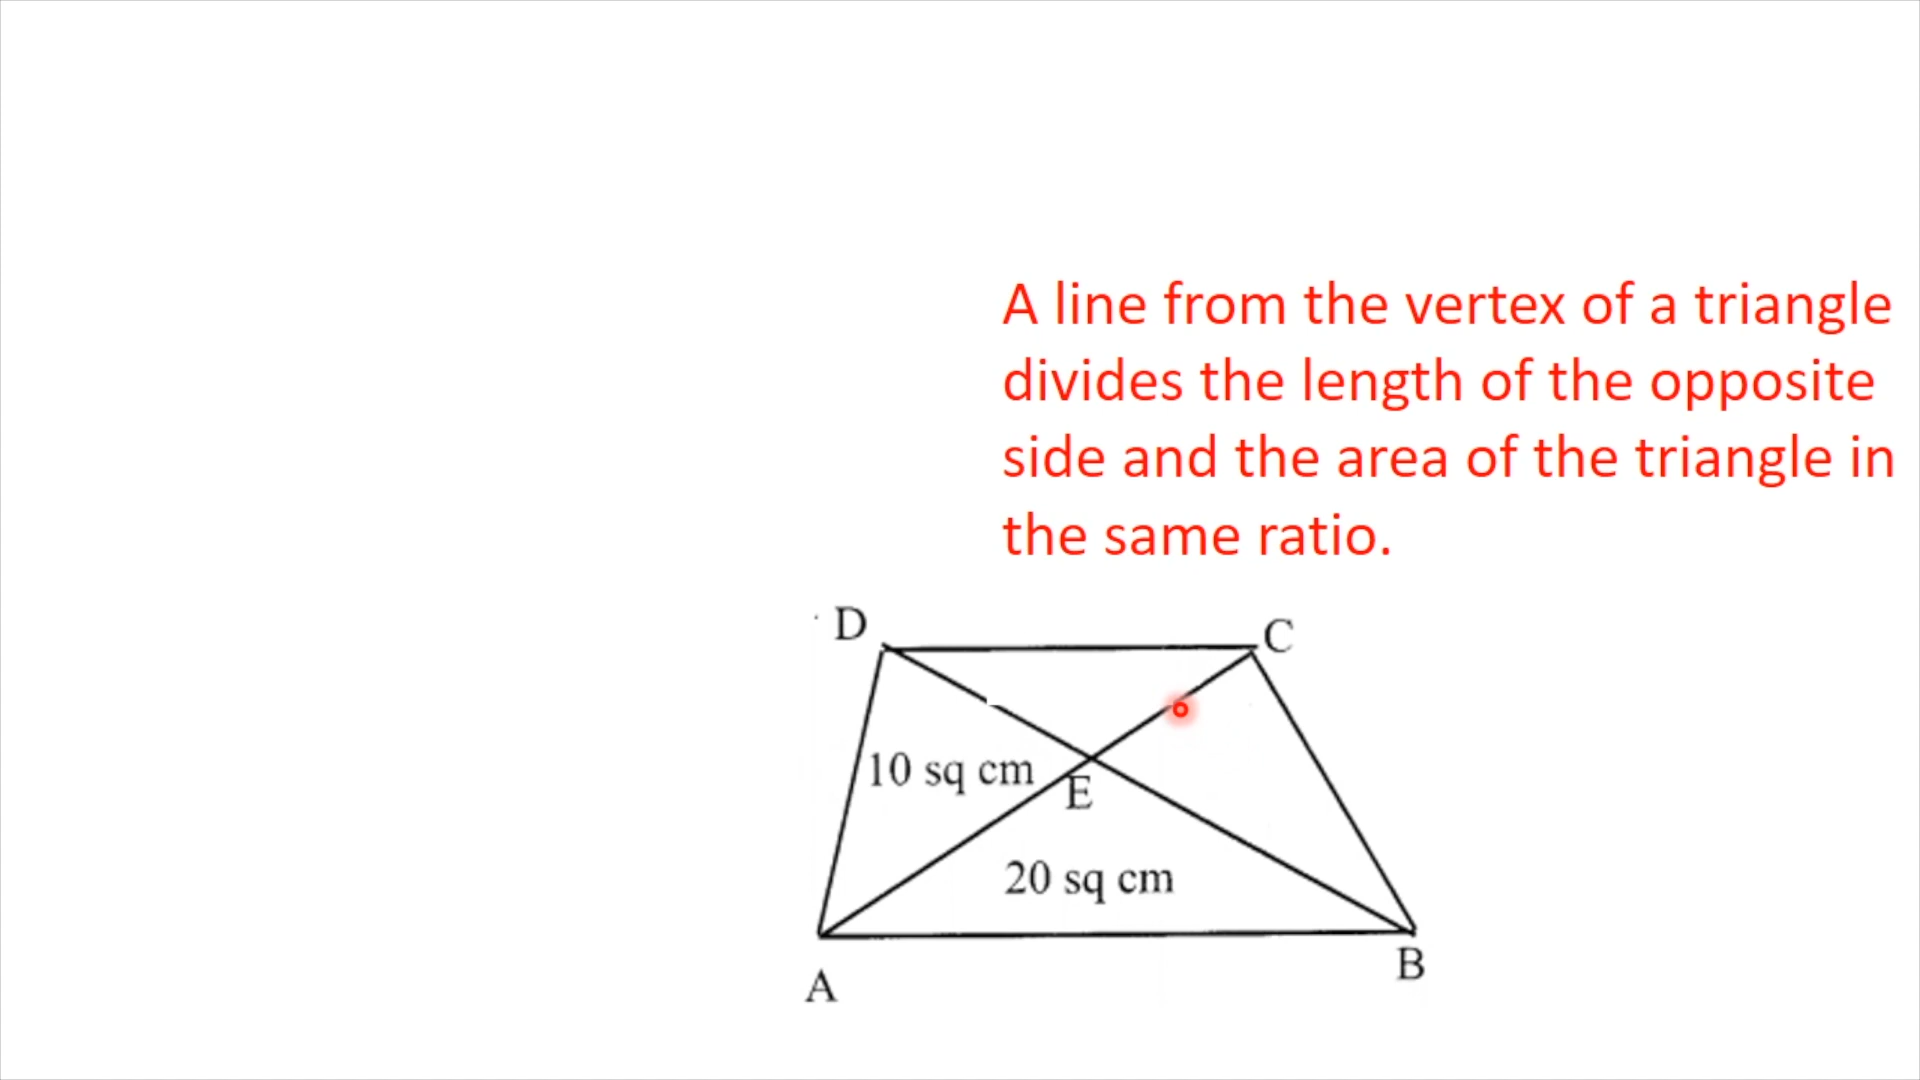 A line from the vertex of a triangle
divides the length of the opposite
side and the area of the triangle in
the same ratio.
D
C
10 sq cm
E
20 sq cm
B
A